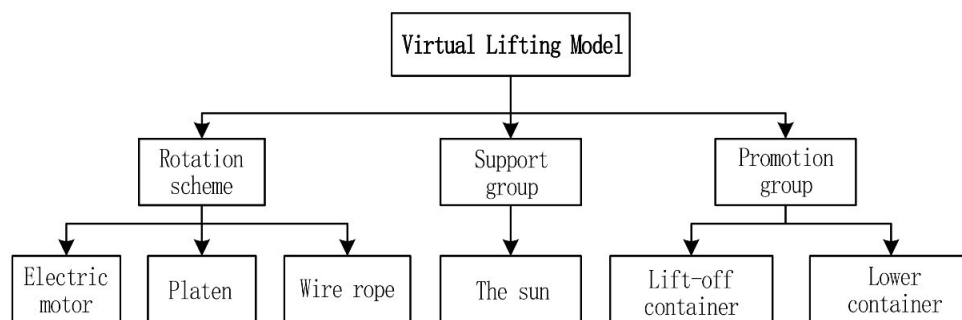 Virtual Lifting Model
Rotation
scheme
Support
group
Promotion
group
Electric
motor
Platen
Wire rope
The sun
Lift-off
container
Lower
container